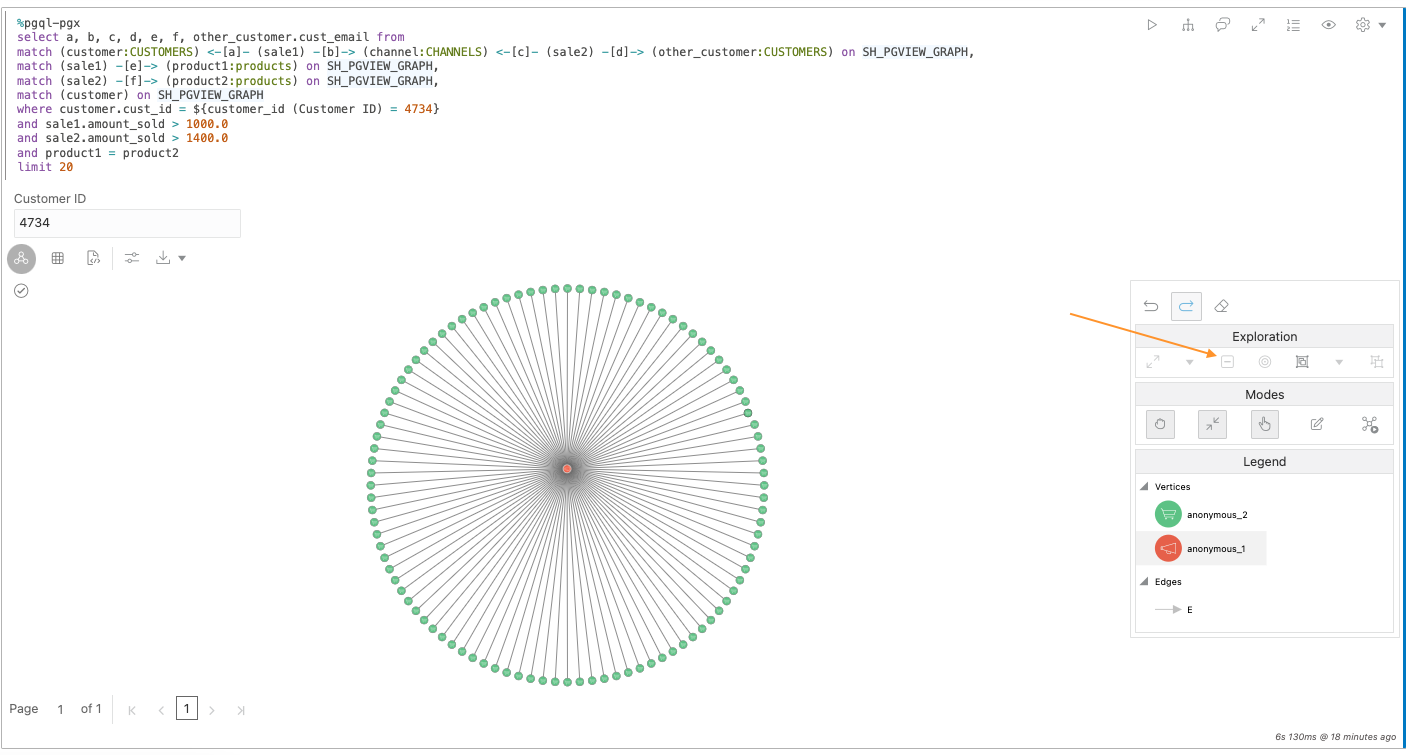 %pgql-pgx
select a, b, c, d, e, f, other_customer.cust_email from
match (customer:CUSTOMERS) <-[a]- (sale1) -[b]-> (channel:CHANNELS) <-[c]- (sale2) -[d]-> (other_customer:CUSTOMERS) on SH_PGVIEW_GRAPH,
match (sale1) -[e]-> (product1:products) on SH_PGVIEW_GRAPH,
match (sale2) -[f]-> (product2:products) on SH_PGVIEW_GRAPH,
match (customer) on SH_PGVIEW_GRAPH
where customer.cust_id = ${customer_id (Customer ID) = 4734}
and sale1.amount_sold > 1000.0
and sale2.amount_sold > 1400.0
and product1 = product2
limit 20
Customer ID
4734
Exploration
Modes
Legend
Vertices
anonymous_2
anonymous_1
Edges
E
Page 1 of 1 1
6s 130ms @ 18 minutes ago